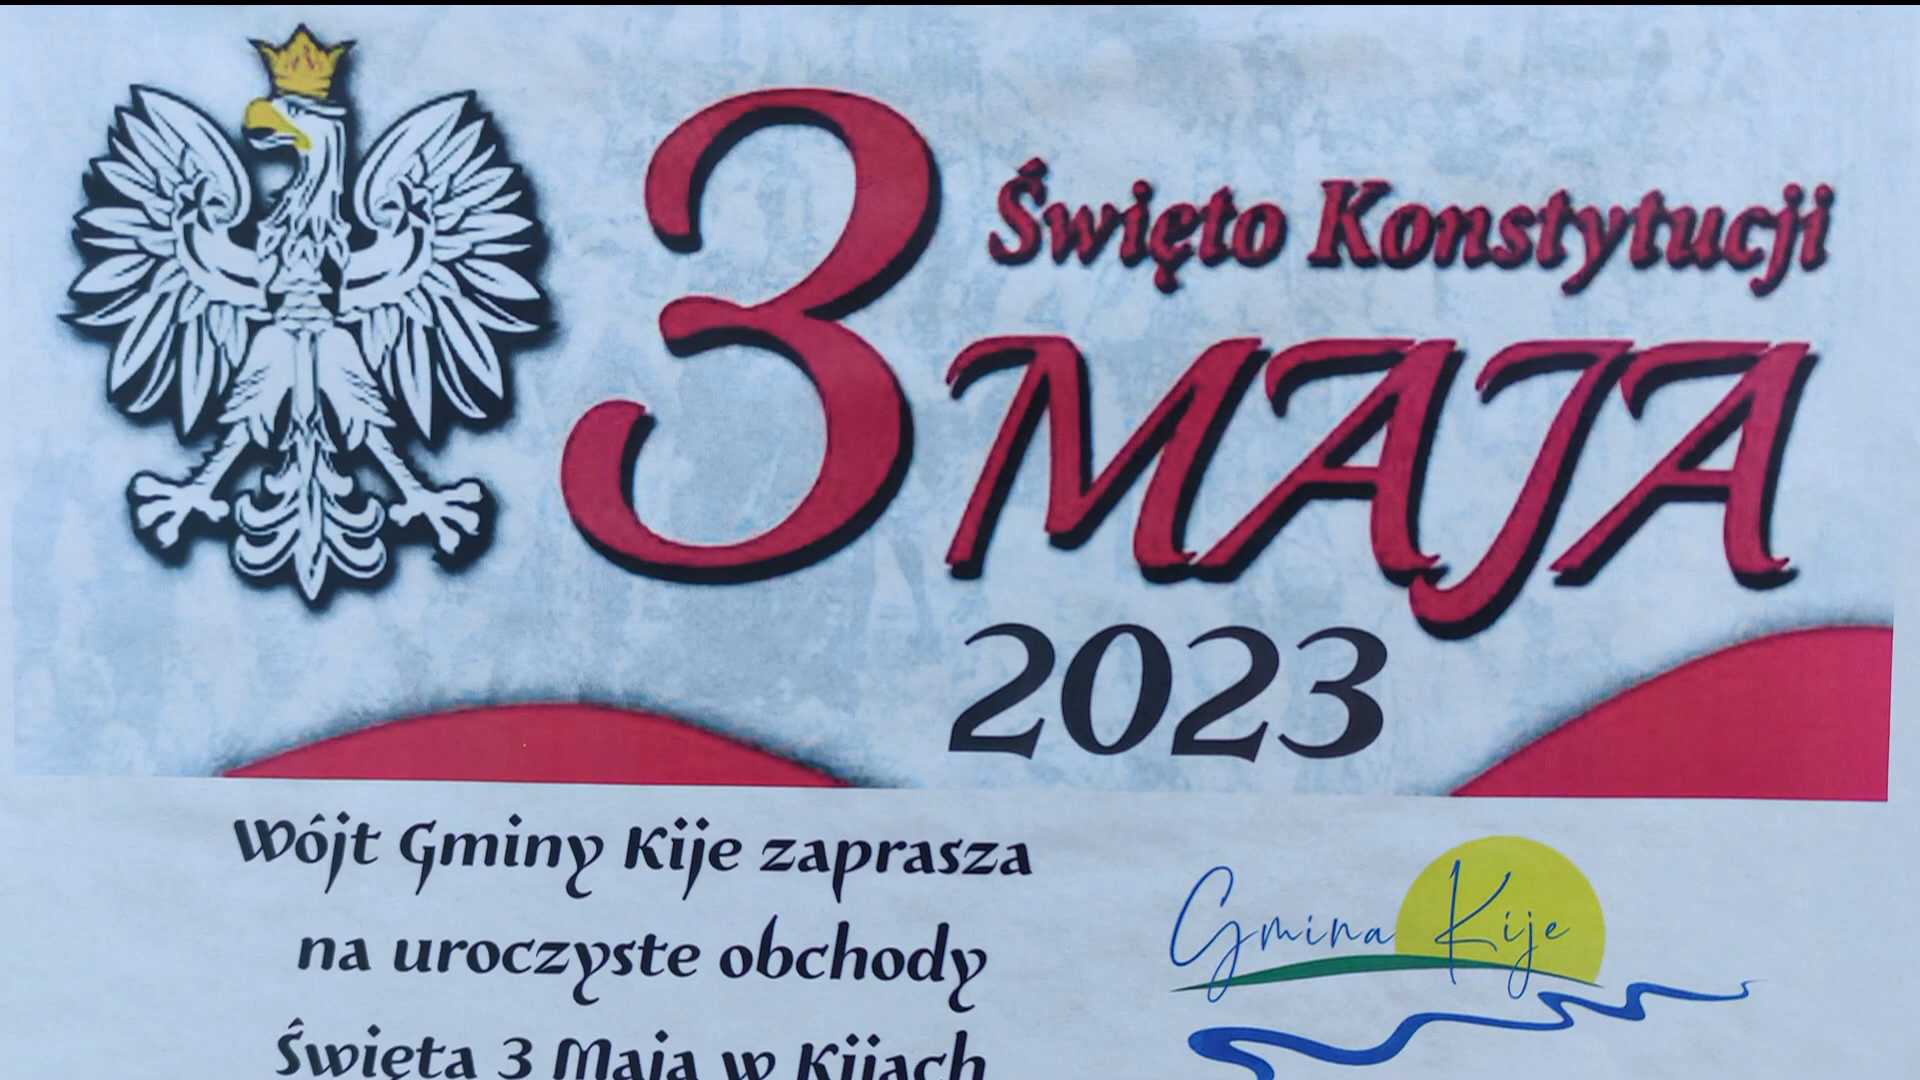 3
Święto Konstytucji
MAJA
2023
Wójt Gminy Kije zaprasza
na uroczyste obchody
Święta 3 Maja w Kijach
Gmina Kije